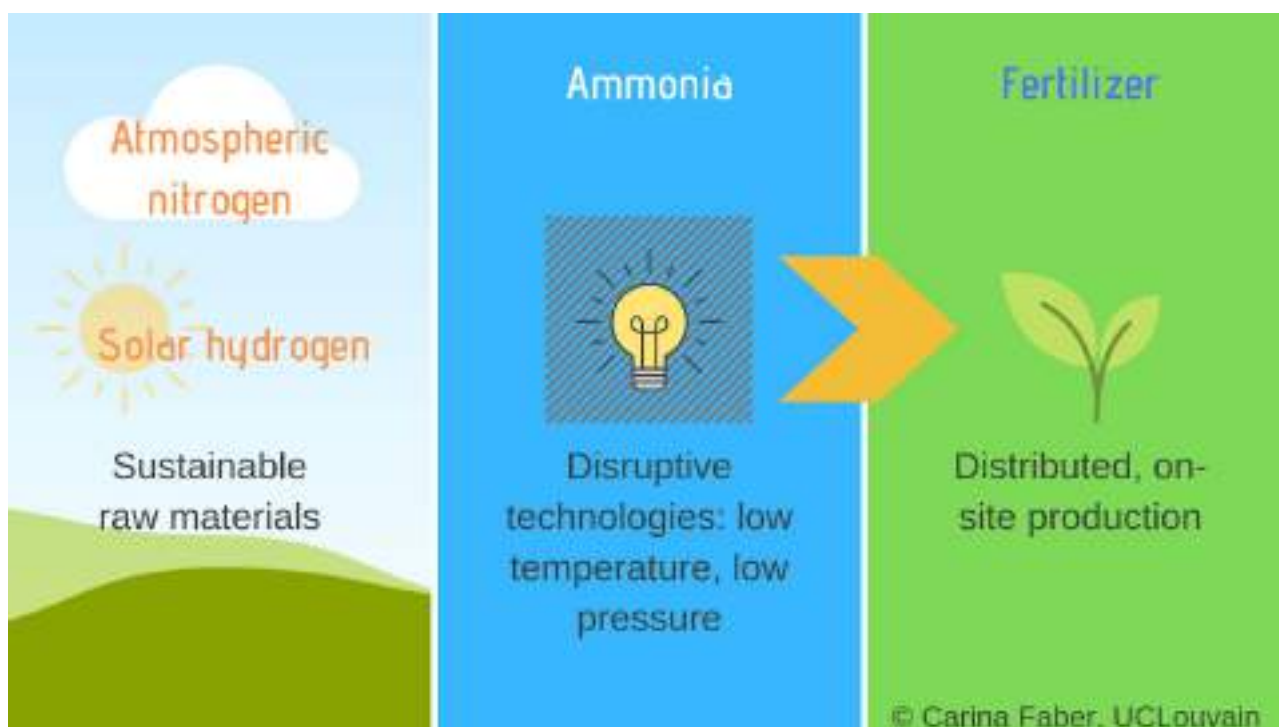 Atmospheric
nitrogen
Solar hydrogen
Sustainable
raw materials
Ammonia
Disruptive
technologies: low
temperature, low
pressure
Fertilizer
Distributed, on-
site production
© Carina Faber, UCLouvain